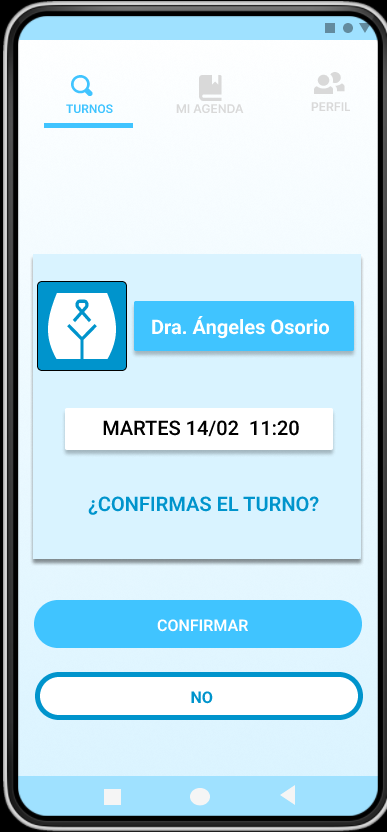 TURNOS
MI AGENDA
PERFIL
Dra. Ángeles Osorio
MARTES 14/02 11:20
¿CONFIRMAS EL TURNO?
CONFIRMAR
NO